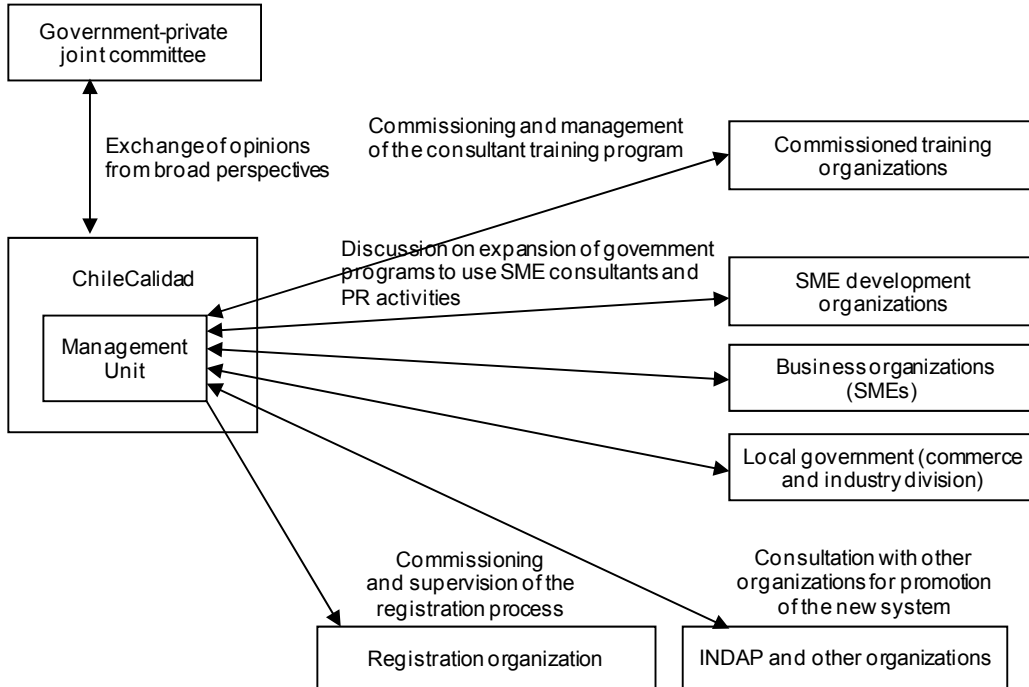 Government-private
joint committee
Exchange of opinions
from broad perspectives
Commissioning and management
of the consultant training program
Commissioned training
organizations
ChileCalidad
Management
Unit
Discussion on expansion of government
programs to use SME consultants and
PR activities
SME development
organizations
Business organizations
(SMEs)
Local government (commerce
and industry division)
Commissioning
and supervision of the
registration process
Consultation with other
organizations for promotion
of the new system
Registration organization
INDAP and other organizations